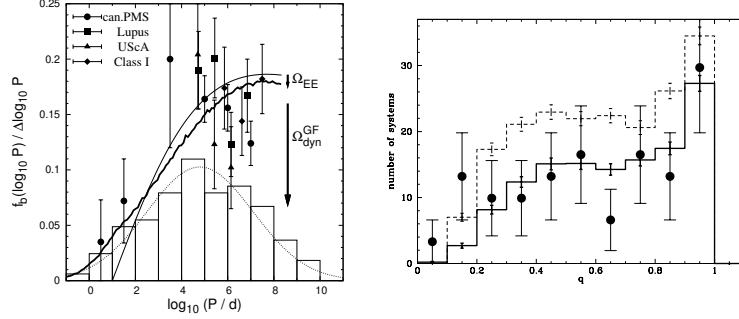 can.PMS
Lupus
UScA
Class I
Ω_EE
Ω^GF_dyn
f_b(log₁₀ P) / Δlog₁₀ P
0.25
0.2
0.15
0.1
0.05
0
0 2 4 6 8 10
log₁₀ (P / d)
number of systems
30
20
10
0
0 0.2 0.4 0.6 0.8 1
q